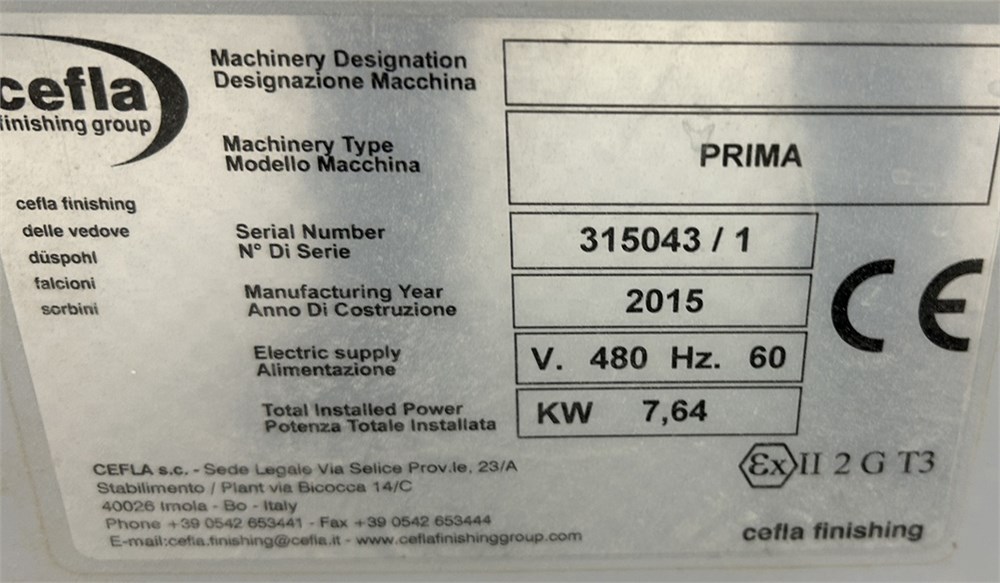 cefla
finishing group
cefla finishing
delle vedove
düspohl
falcioni
sorbini
Machinery Designation
Designazione Macchina
Machinery Type
Modello Macchina
PRIMA
Serial Number
N° Di Serie
315043 / 1
Manufacturing Year
Anno Di Costruzione
2015
Electric supply
Alimentazione
V. 480 Hz. 60
Total Installed Power
Potenza Totale Installata
KW 7,64
CE
Ex II 2 G T3
CEFLA s.c. - Sede Legale Via Selice Prov.le, 23/A
Stabilimento / Plant via Bicocca 14/C
40026 Imola - Bo - Italy
Phone +39 0542 653441 - Fax +39 0542 653444
E-mail:cefla.finishing@cefla.it - www.ceflafinishinggroup.com
cefla finishing